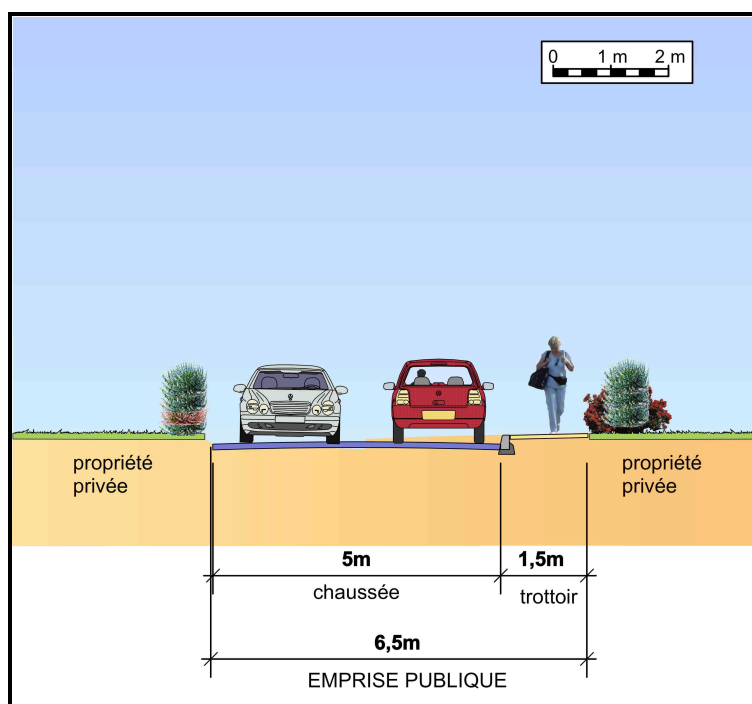 0 1 m 2 m
propriété
privée
propriété
privée
5m
1,5m
chaussée
trottoir
6,5m
EMPRISE PUBLIQUE